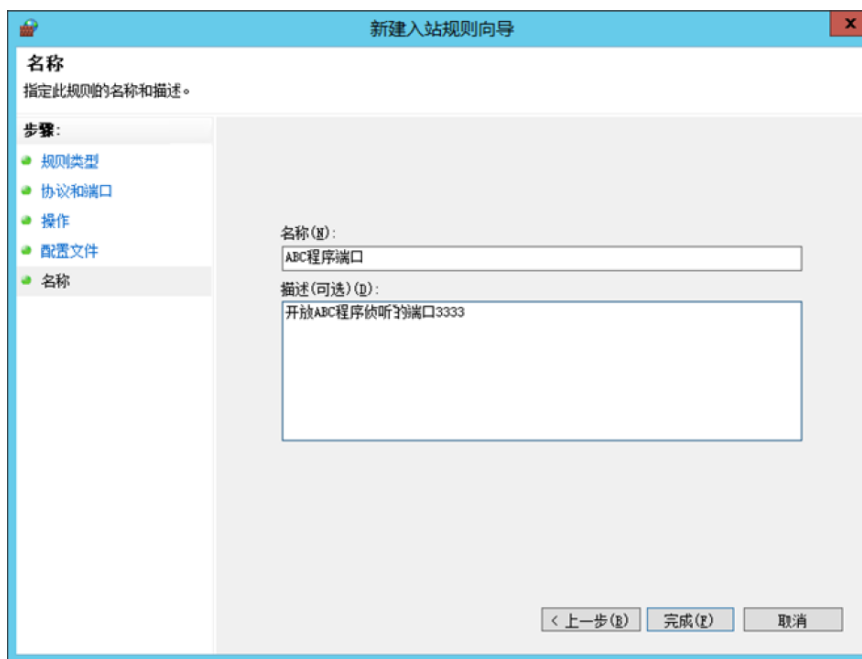 新建入站规则向导
x
名称
指定此规则的名称和描述。
步骤:
规则类型
协议和端口
操作
配置文件
名称
名称(N):
ABC程序端口
描述(可选)(D):
开放ABC程序侦听的端口3333
< 上一步(B)
完成(F)
取消